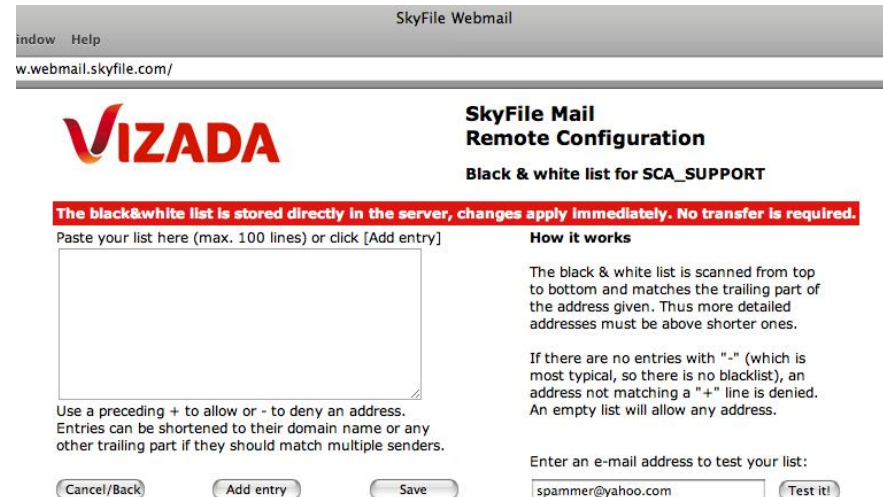 SkyFile Webmail
indow Help
w.webmail.skyfile.com/
VIZADA
SkyFile Mail
Remote Configuration
Black & white list for SCA_SUPPORT
The black&white list is stored directly in the server, changes apply immediately. No transfer is required.
Paste your list here (max. 100 lines) or click [Add entry]
Use a preceding + to allow or - to deny an address.
Entries can be shortened to their domain name or any
other trailing part if they should match multiple senders.
Cancel/Back
Add entry
Save
How it works
The black & white list is scanned from top
to bottom and matches the trailing part of
the address given. Thus more detailed
addresses must be above shorter ones.
If there are no entries with "-" (which is
most typical, so there is no blacklist), an
address not matching a "+" line is denied.
An empty list will allow any address.
Enter an e-mail address to test your list:
spammer@yahoo.com
Test it!